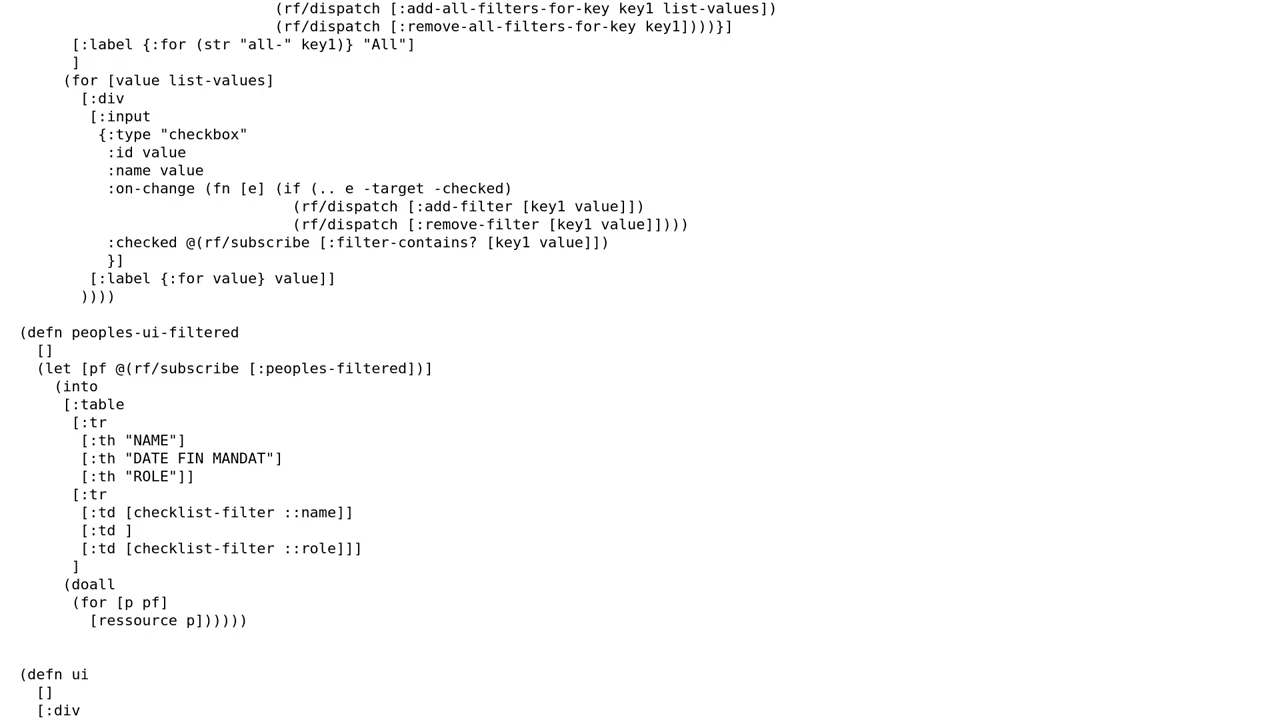 (rf/dispatch [:add-all-filters-for-key key1 list-values])
(rf/dispatch [:remove-all-filters-for-key key1])))}]
[:label {:for (str "all-" key1)} "All"]
]
(for [value list-values]
[:div
[:input
{:type "checkbox"
:id value
:name value
:on-change (fn [e] (if (.. e -target -checked)
(rf/dispatch [:add-filter [key1 value]])
(rf/dispatch [:remove-filter [key1 value]])))
:checked @(rf/subscribe [:filter-contains? [key1 value]])
}]
[:label {:for value} value]]
))))
(defn peoples-ui-filtered
[]
(let [pf @(rf/subscribe [:peoples-filtered])]
(into
[:table
[:tr
[:th "NAME"]
[:th "DATE FIN MANDAT"]
[:th "ROLE"]]
[:tr
[:td [checklist-filter ::name]]
[:td ]
[:td [checklist-filter ::role]]]
]
(doall
(for [p pf]
[ressource p])))))
(defn ui
[]
[:div